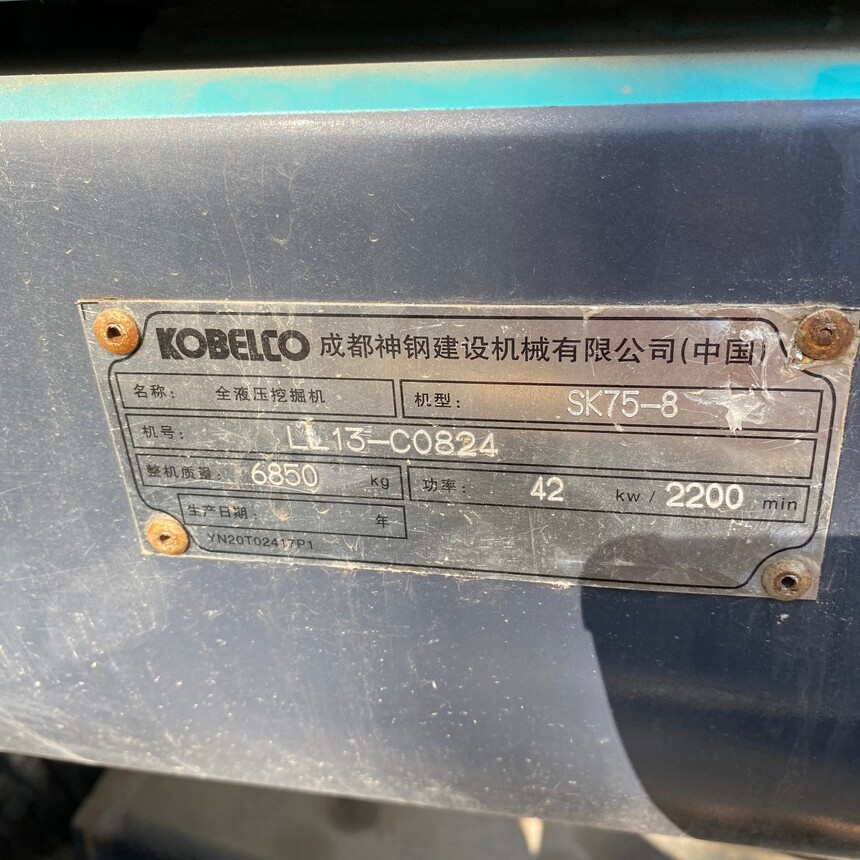 KOBELCO 成都神钢建设机械有限公司(中国)
名称: 全液压挖掘机 机型: SK75-8
机号: LL13-C0824
整机质量: 6850 kg 功率: 42 kw / 2200 min
生产日期: 年
YN20T02417P1